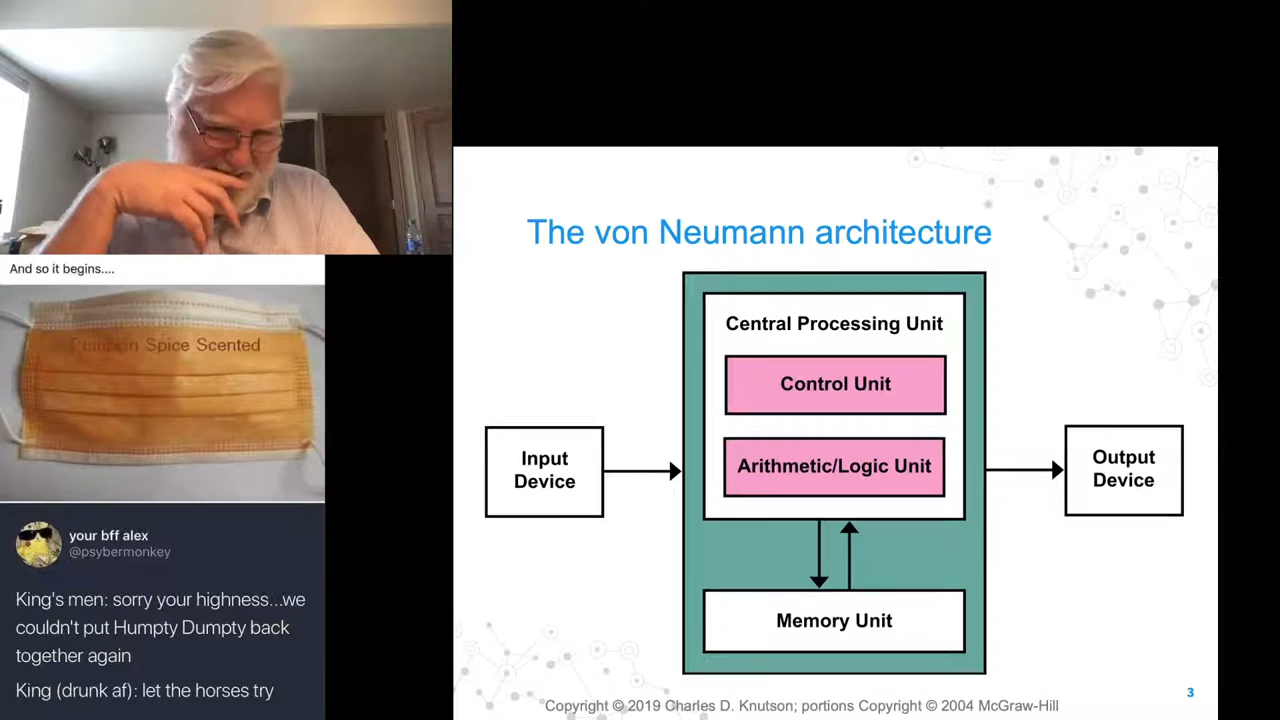 And so it begins....
Pumpkin Spice Scented
your bff alex
@psybermonkey
King's men: sorry your highness...we
couldn't put Humpty Dumpty back
together again
King (drunk af): let the horses try
The von Neumann architecture
Central Processing Unit
Control Unit
Arithmetic/Logic Unit
Input
Device
Output
Device
Memory Unit
3
Copyright © 2019 Charles D. Knutson; portions Copyright © 2004 McGraw-Hill